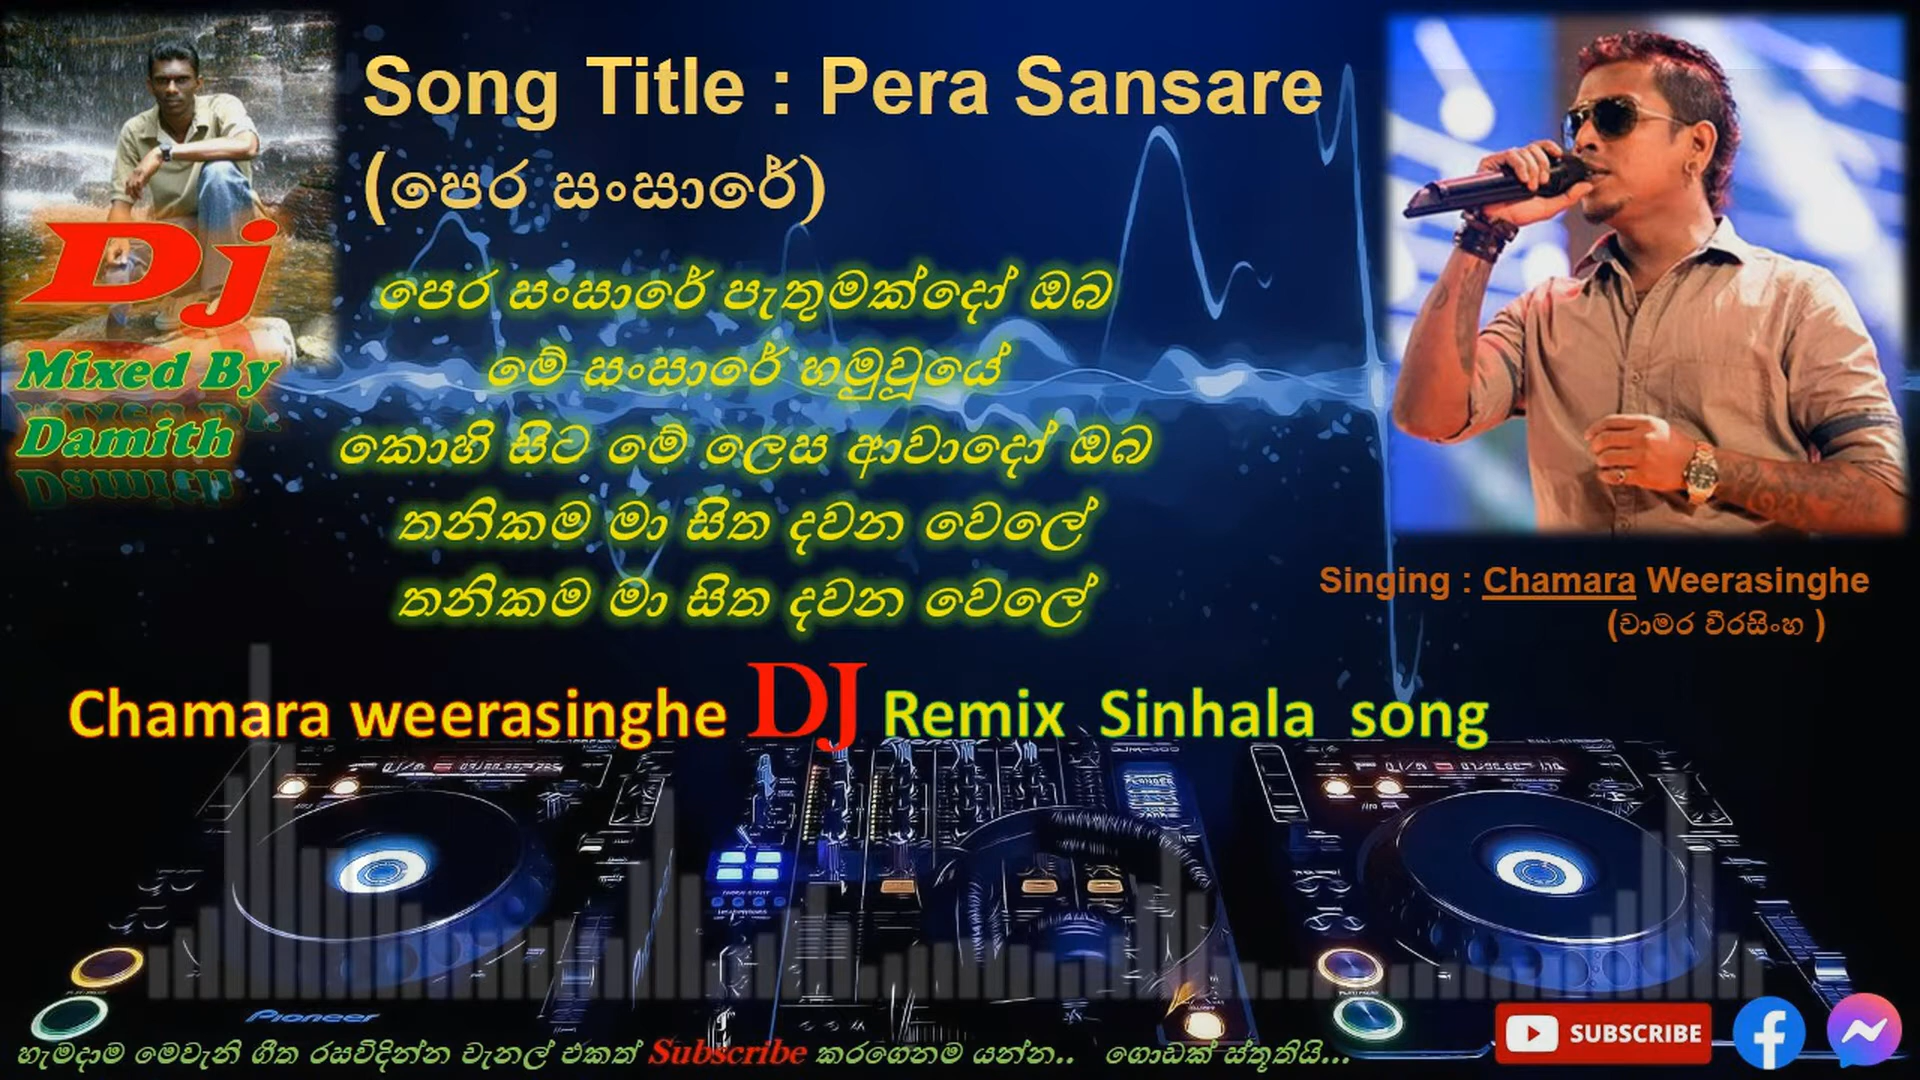 Song Title : Pera Sansare
(පෙර සංසාරේ)
පෙර සංසාරේ පැතුමක්දෝ ඔබ
මේ සංසාරේ හමුවූයේ
කොහි සිට මේ ලෙස ආවාදෝ ඔබ
තනිකම මා සිත දවන වෙලේ
තනිකම මා සිත දවන වෙලේ
Dj
Mixed By
Damith
Singing : Chamara Weerasinghe
(චාමර වීරසිංහ )
Chamara weerasinghe DJ Remix Sinhala song
Pioneer
හැමදාම මෙවැනි ගීත රසවිදින්න චැනල් එකත් Subscribe කරගෙනම යන්න.. ගොඩක් ස්තූතියි...
SUBSCRIBE